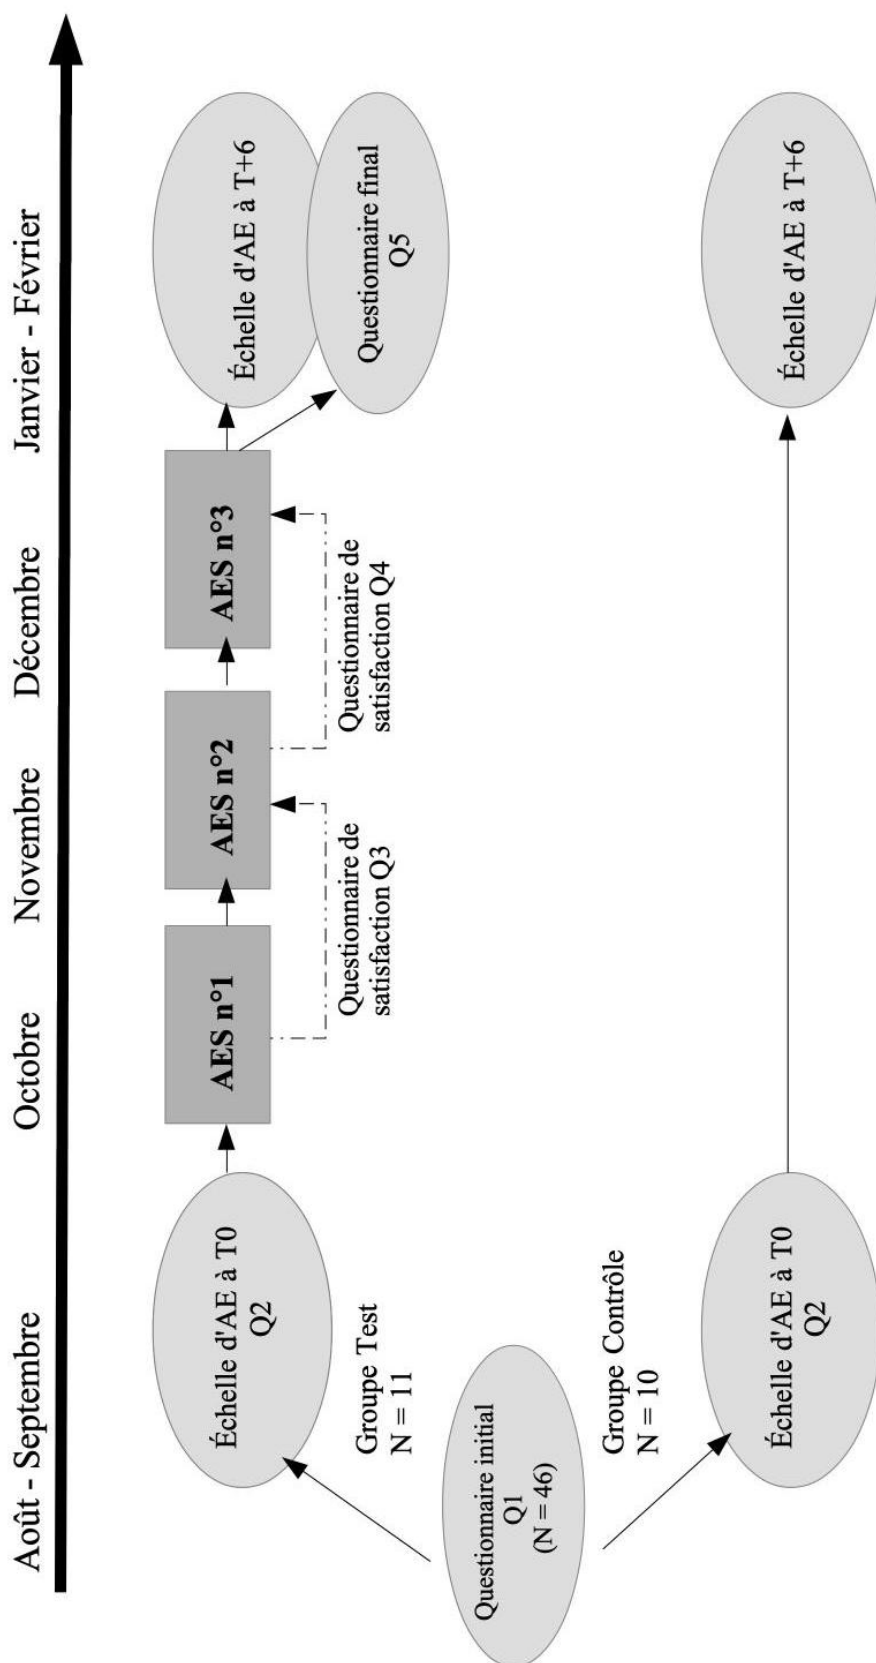 Août - Septembre
Octobre
Novembre
Décembre
Janvier - Février
Échelle d'AE à T0
Q2
AES n°1
AES n°2
AES n°3
Échelle d'AE à T+6
Questionnaire final
Q5
Questionnaire de
satisfaction Q3
Questionnaire de
satisfaction Q4
Groupe Test
N = 11
Questionnaire initial
Q1
(N = 46)
Groupe Contrôle
N = 10
Échelle d'AE à T0
Q2
Échelle d'AE à T+6